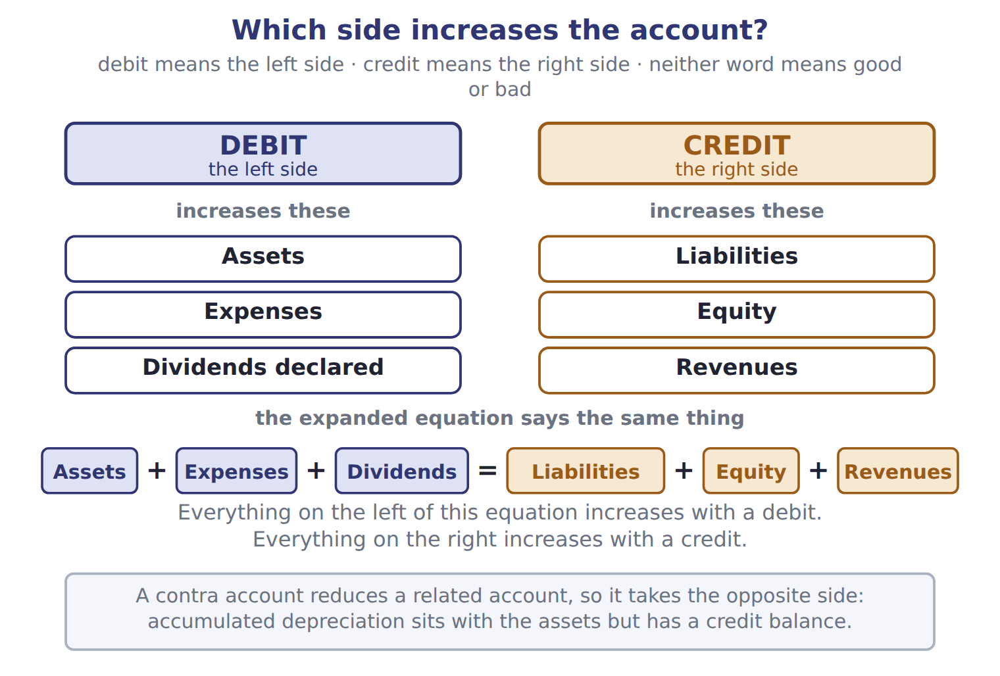 Which side increases the account?
debit means the left side · credit means the right side · neither word means good
or bad
DEBIT
the left side
CREDIT
the right side
increases these
increases these
Assets
Liabilities
Expenses
Equity
Dividends declared
Revenues
the expanded equation says the same thing
Assets + Expenses + Dividends = Liabilities + Equity + Revenues
Everything on the left of this equation increases with a debit.
Everything on the right increases with a credit.
A contra account reduces a related account, so it takes the opposite side:
accumulated depreciation sits with the assets but has a credit balance.